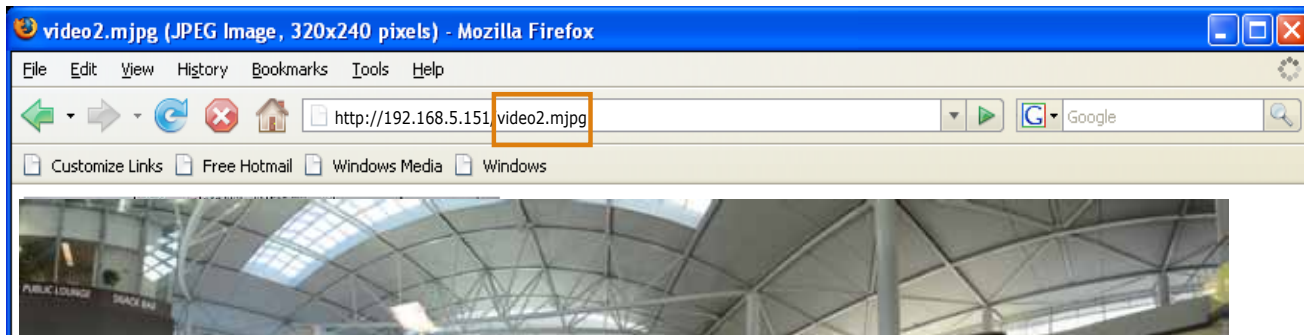 video2.mjpg (JPEG Image, 320x240 pixels) - Mozilla Firefox
File Edit View History Bookmarks Tools Help
http://192.168.5.151/video2.mjpg G Google
Customize Links Free Hotmail Windows Media Windows
PUBLIC LOUNGE SNACK BAR